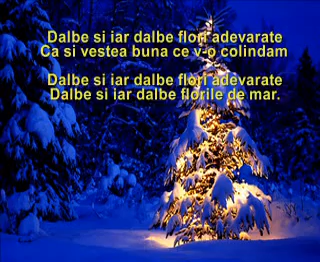 Dalbe si iar dalbe flori adevarate
Ca si vestea buna ce v-o colindam
Dalbe si iar dalbe flori adevarate
Dalbe si iar dalbe florile de mar.